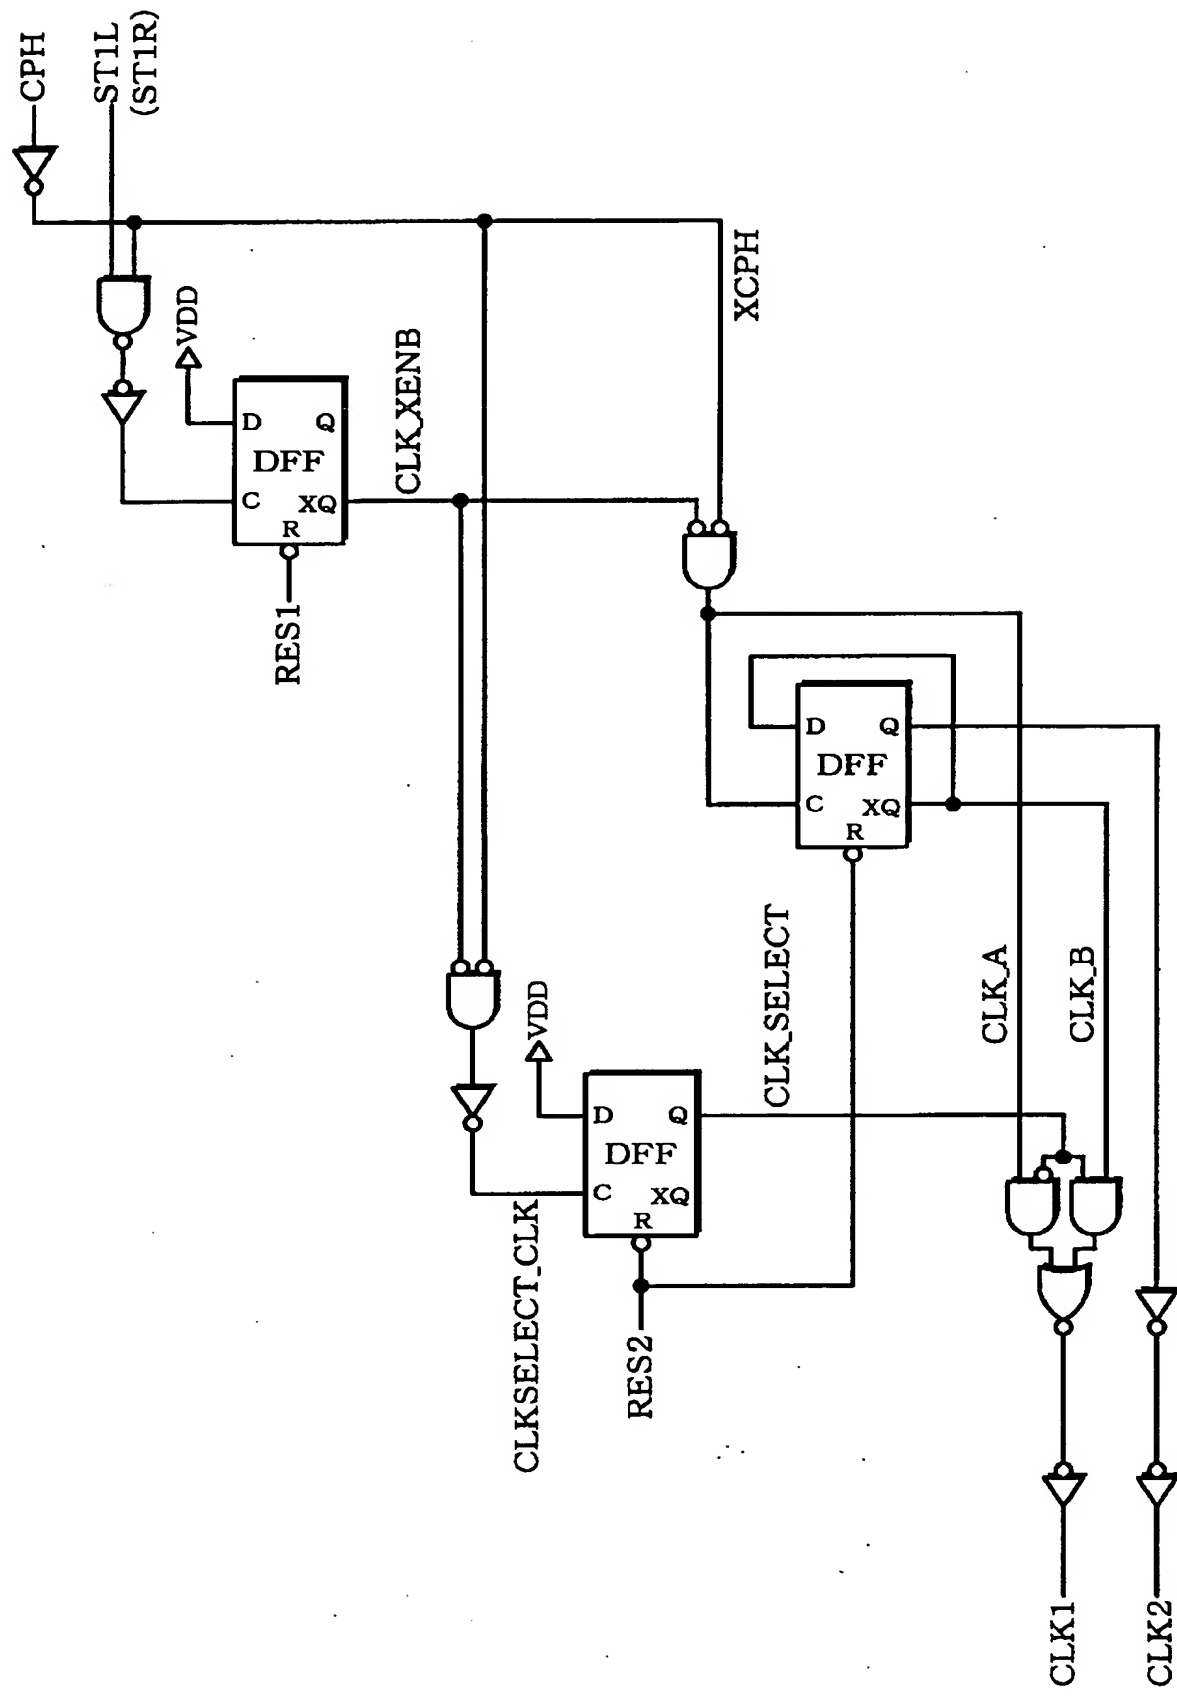 CPH
ST1L
(ST1R)
VDD
D
Q
DFF
C
XQ
R
RES1
CLK_XENB
XCPH
D
Q
DFF
C
XQ
R
VDD
D
Q
DFF
C
XQ
R
CLKSELECT_CLK
RES2
CLK_SELECT
CLK_A
CLK_B
CLK1
CLK2